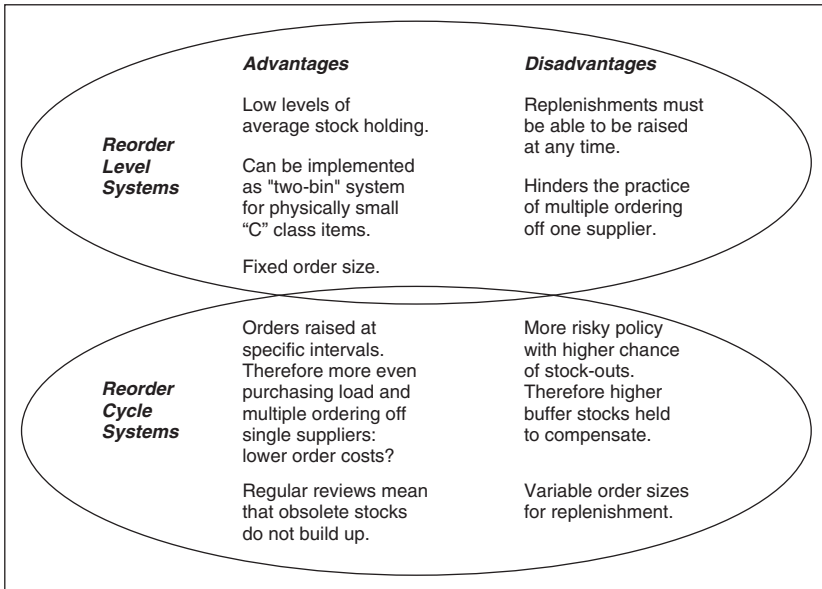 Advantages
Disadvantages
Reorder
Level
Systems
Low levels of
average stock holding.
Can be implemented
as "two-bin" system
for physically small
“C” class items.
Fixed order size.
Replenishments must
be able to be raised
at any time.
Hinders the practice
of multiple ordering
off one supplier.
Reorder
Cycle
Systems
Orders raised at
specific intervals.
Therefore more even
purchasing load and
multiple ordering off
single suppliers:
lower order costs?
Regular reviews mean
that obsolete stocks
do not build up.
More risky policy
with higher chance
of stock-outs.
Therefore higher
buffer stocks held
to compensate.
Variable order sizes
for replenishment.